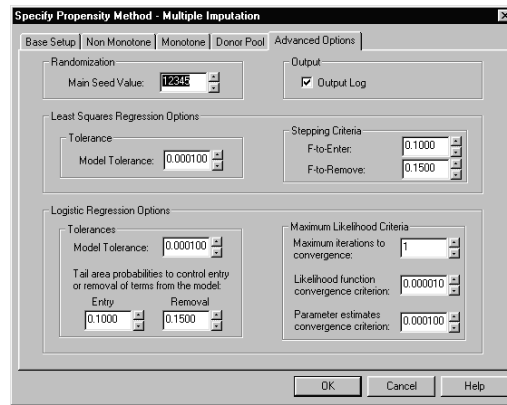 Specify Propensity Method - Multiple Imputation
Base Setup Non Monotone Monotone Donor Pool Advanced Options
Randomization
Main Seed Value: 12345
Output
Output Log
Least Squares Regression Options
Tolerance
Model Tolerance: 0.000100
Stepping Criteria
F-to-Enter: 0.1000
F-to-Remove: 0.1500
Logistic Regression Options
Tolerances
Model Tolerance: 0.000100
Tail area probabilities to control entry
or removal of terms from the model:
Entry Removal
0.1000 0.1500
Maximum Likelihood Criteria
Maximum iterations to
convergence: 1
Likelihood function
convergence criterion: 0.000010
Parameter estimates
convergence criterion: 0.000100
OK Cancel Help